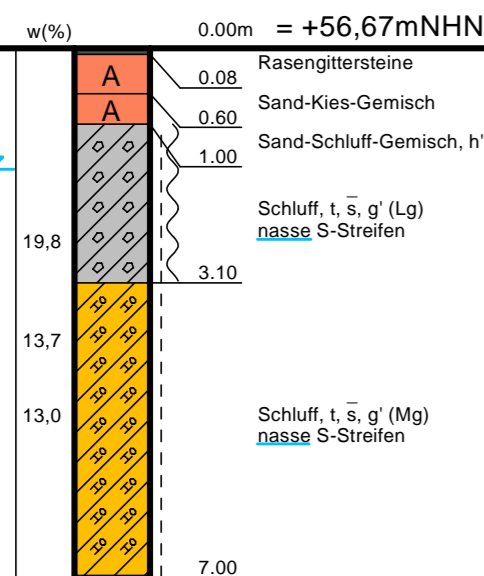 w(%) 0.00m = +56,67mNHN
Rasengittersteine
A 0.08
Sand-Kies-Gemisch
A 0.60
Sand-Schluff-Gemisch, h'
1.00
Schluff, t, s̄, g' (Lg)
19,8 nasse S-Streifen
3.10
13,7
13,0 Schluff, t, s̄, g' (Mg)
nasse S-Streifen
7.00